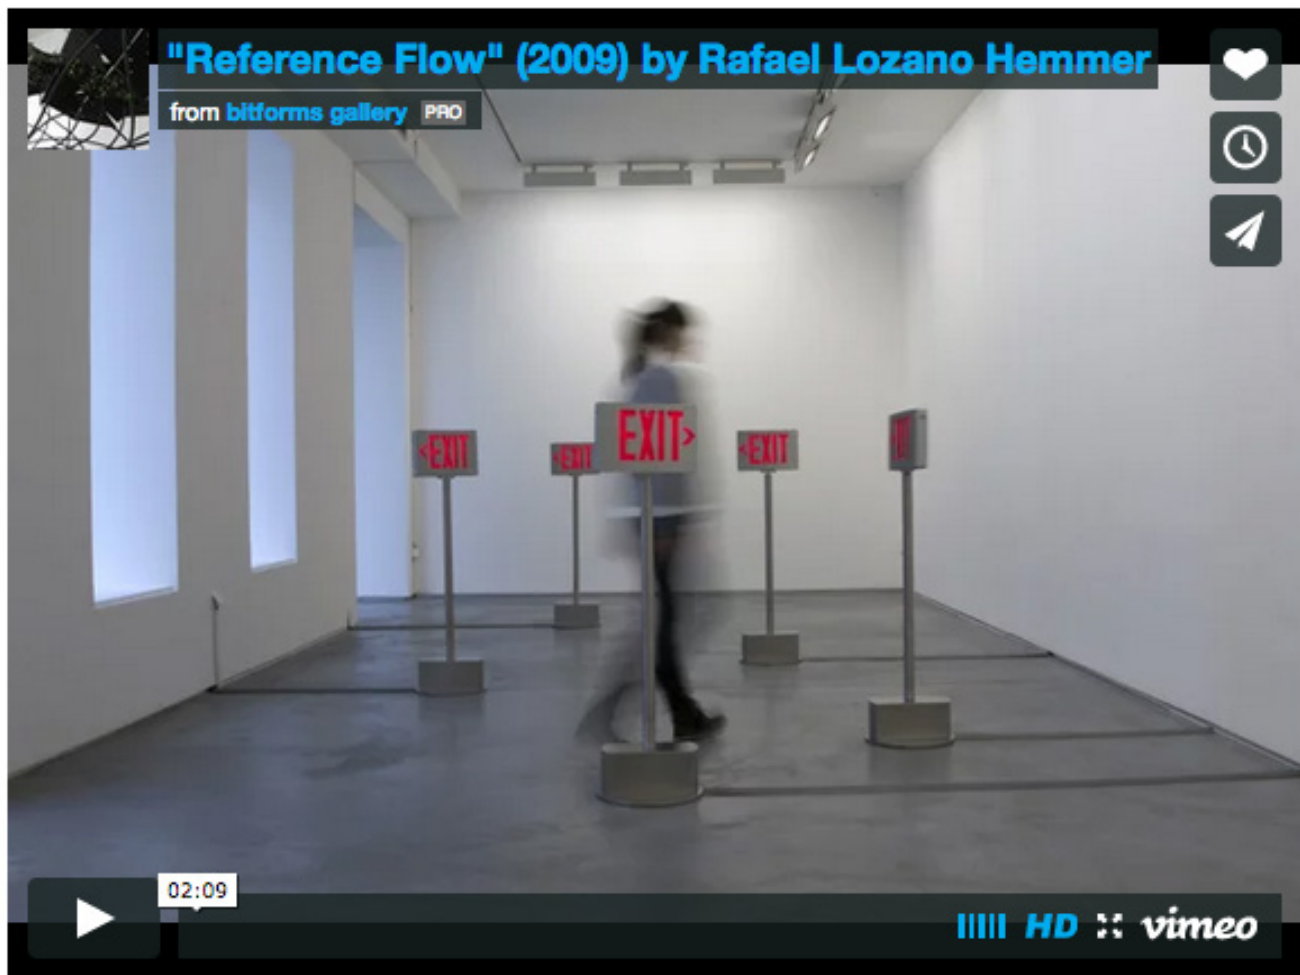 "Reference Flow" (2009) by Rafael Lozano Hemmer
from bitforms gallery PRO
<EXIT
<EXIT
EXIT>
<EXIT
02:09
HD vimeo